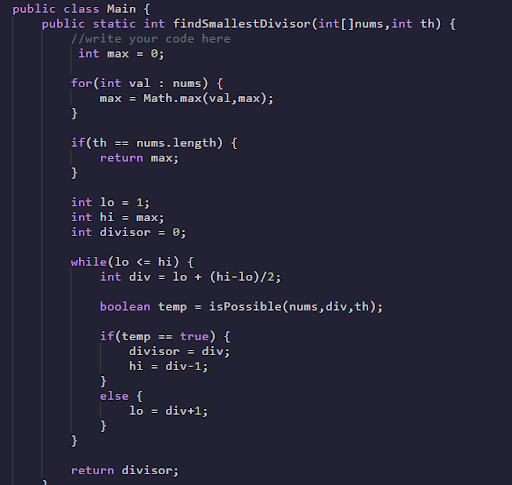 public class Main {
    public static int findSmallestDivisor(int[]nums,int th) {
        //write your code here
         int max = 0;

        for(int val : nums) {
            max = Math.max(val,max);
        }

        if(th == nums.length) {
            return max;
        }

        int lo = 1;
        int hi = max;
        int divisor = 0;

        while(lo <= hi) {
            int div = lo + (hi-lo)/2;

            boolean temp = isPossible(nums,div,th);

            if(temp == true) {
                divisor = div;
                hi = div-1;
            }
            else {
                lo = div+1;
            }
        }

        return divisor;
    }